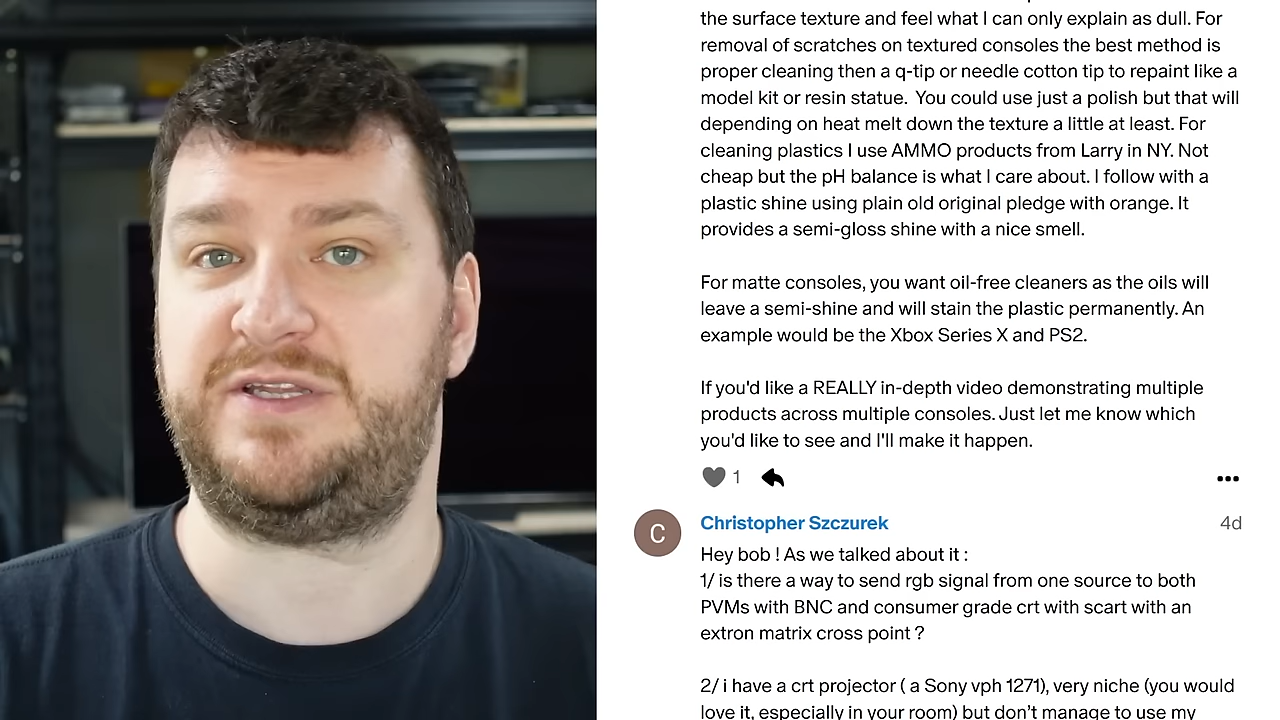 the surface texture and feel what I can only explain as dull. For
removal of scratches on textured consoles the best method is
proper cleaning then a q-tip or needle cotton tip to repaint like a
model kit or resin statue.  You could use just a polish but that will
depending on heat melt down the texture a little at least. For
cleaning plastics I use AMMO products from Larry in NY. Not
cheap but the pH balance is what I care about. I follow with a
plastic shine using plain old original pledge with orange. It
provides a semi-gloss shine with a nice smell.
For matte consoles, you want oil-free cleaners as the oils will
leave a semi-shine and will stain the plastic permanently. An
example would be the Xbox Series X and PS2.
If you'd like a REALLY in-depth video demonstrating multiple
products across multiple consoles. Just let me know which
you'd like to see and I'll make it happen.
1
C
Christopher Szczurek 4d
Hey bob ! As we talked about it :
1/ is there a way to send rgb signal from one source to both
PVMs with BNC and consumer grade crt with scart with an
extron matrix cross point ?
2/ i have a crt projector ( a Sony vph 1271), very niche (you would
love it, especially in your room) but don't manage to use my